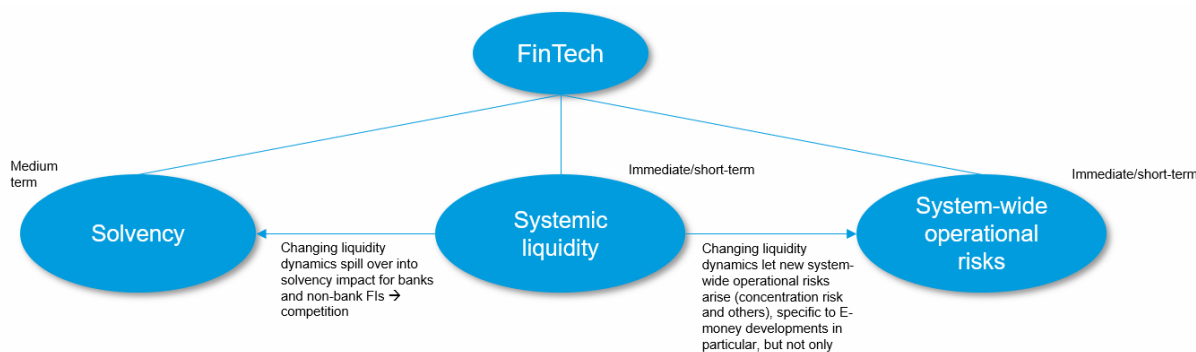 FinTech
Medium
term
Immediate/short-term
Immediate/short-term
Solvency
Systemic
liquidity
System-wide
operational
risks
Changing liquidity
dynamics spill over into
solvency impact for banks
and non-bank FIs →
competition
Changing liquidity
dynamics let new system-
wide operational risks
arise (concentration risk
and others), specific to E-
money developments in
particular, but not only